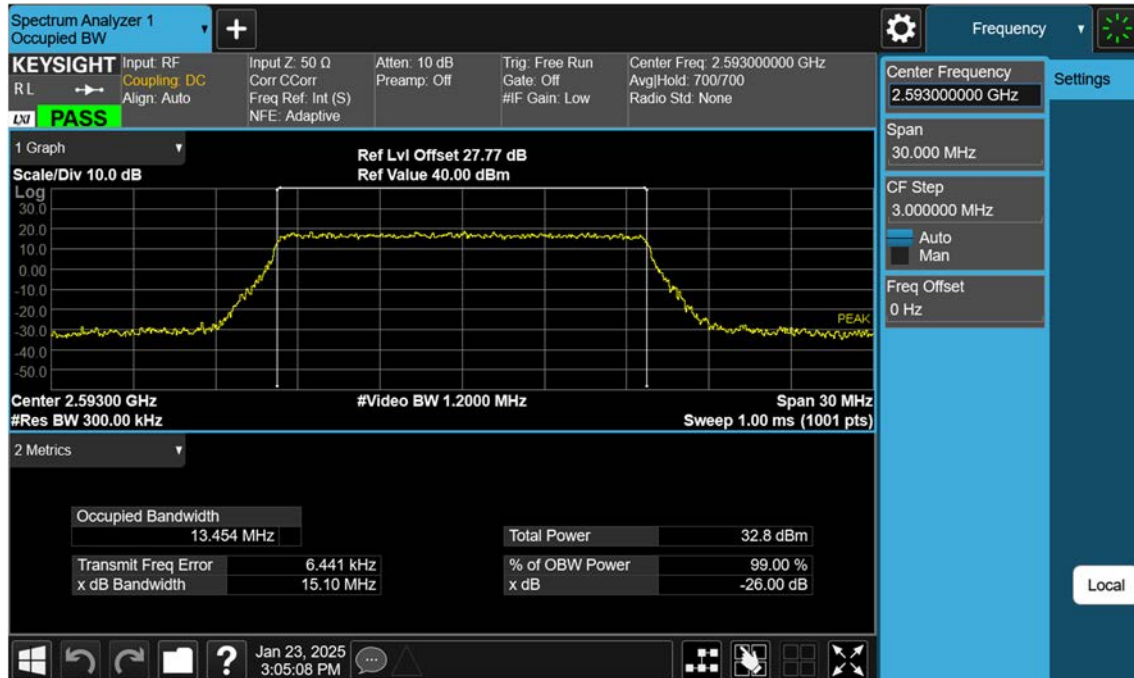 Spectrum Analyzer 1
Occupied BW
Frequency
KEYSIGHT
RL
LXI PASS
Input: RF
Coupling: DC
Align: Auto
Input Z: 50 Ω
Corr CCorr
Freq Ref: Int (S)
NFE: Adaptive
Atten: 10 dB
Preamp: Off
Trig: Free Run
Gate: Off
#IF Gain: Low
Center Freq: 2.593000000 GHz
Avg|Hold: 700/700
Radio Std: None
Center Frequency
2.593000000 GHz
Settings
Span
30.000 MHz
CF Step
3.000000 MHz
Auto
Man
Freq Offset
0 Hz
Local
1 Graph
Scale/Div 10.0 dB
Ref Lvl Offset 27.77 dB
Ref Value 40.00 dBm
Log
30.0
20.0
10.0
0.00
-10.0
-20.0
-30.0
-40.0
-50.0
PEAK
Center 2.59300 GHz
#Res BW 300.00 kHz
#Video BW 1.2000 MHz
Span 30 MHz
Sweep 1.00 ms (1001 pts)
2 Metrics
Occupied Bandwidth
13.454 MHz
Total Power 32.8 dBm
Transmit Freq Error 6.441 kHz
% of OBW Power 99.00 %
x dB Bandwidth 15.10 MHz
x dB -26.00 dB
Jan 23, 2025
3:05:08 PM